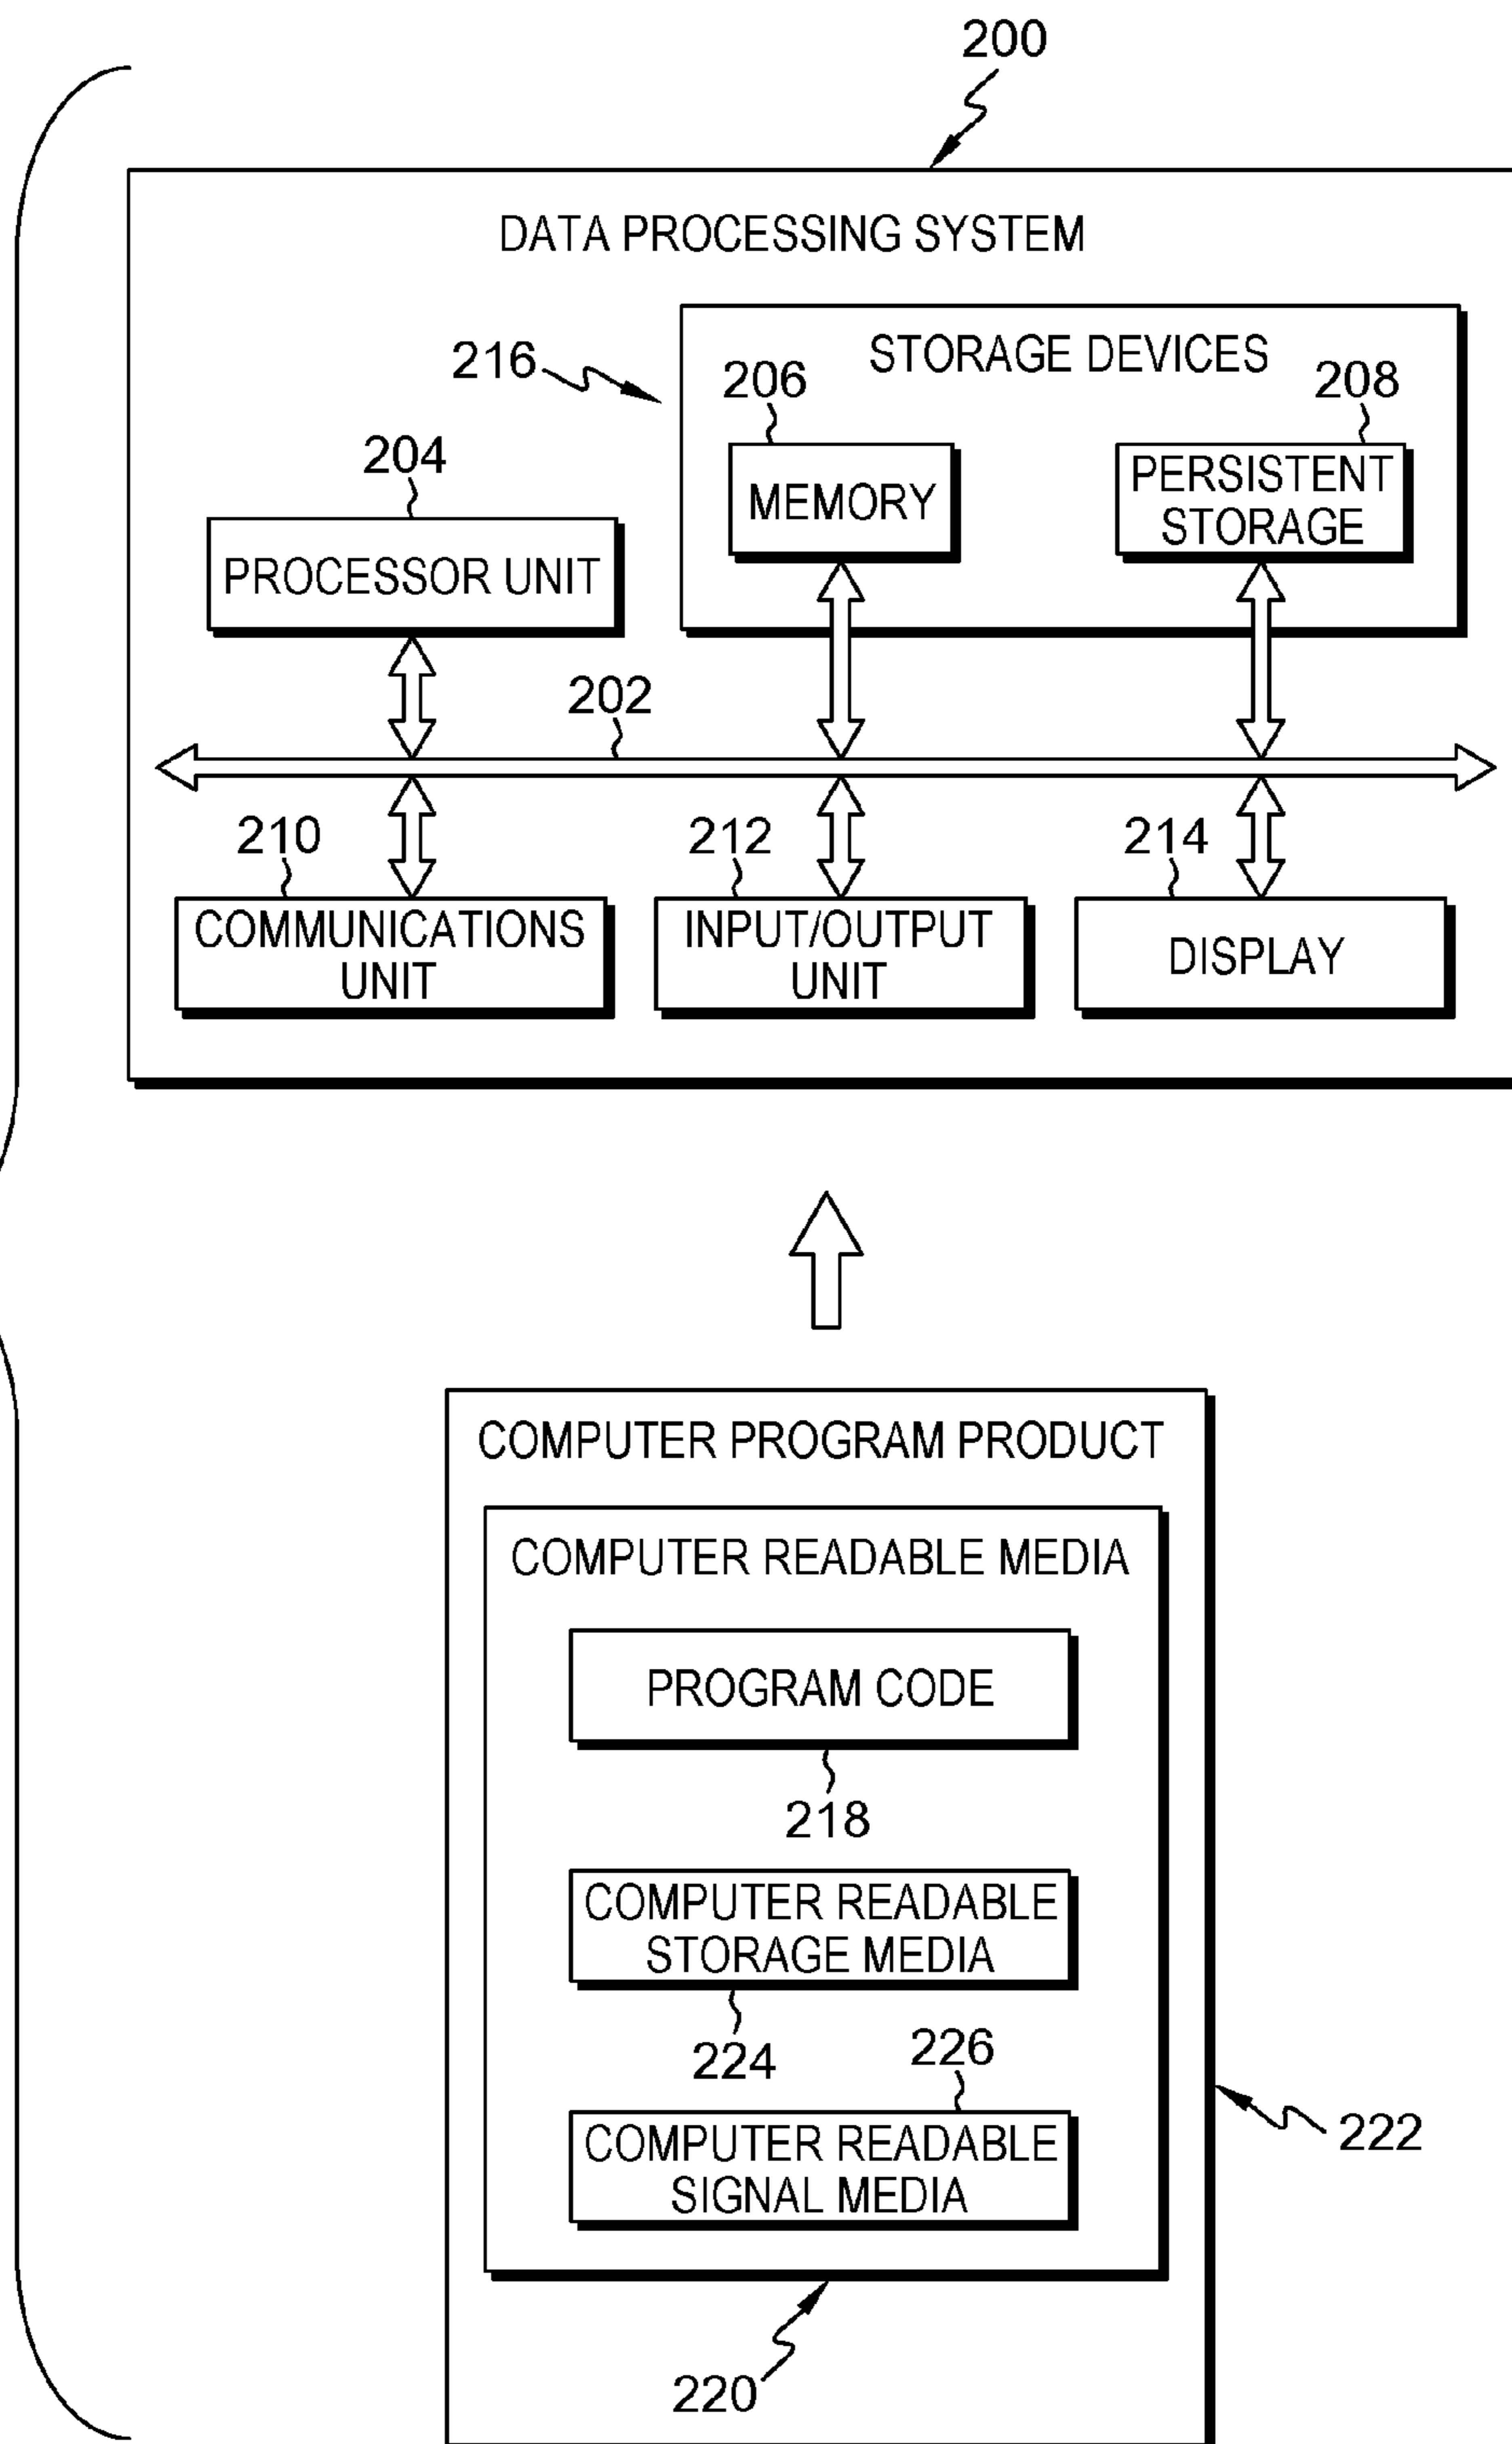 200
DATA PROCESSING SYSTEM
216
STORAGE DEVICES
206
208
204
MEMORY
PERSISTENT
STORAGE
PROCESSOR UNIT
202
210
212
214
COMMUNICATIONS
UNIT
INPUT/OUTPUT
UNIT
DISPLAY
COMPUTER PROGRAM PRODUCT
COMPUTER READABLE MEDIA
PROGRAM CODE
218
COMPUTER READABLE
STORAGE MEDIA
224
226
COMPUTER READABLE
SIGNAL MEDIA
222
220